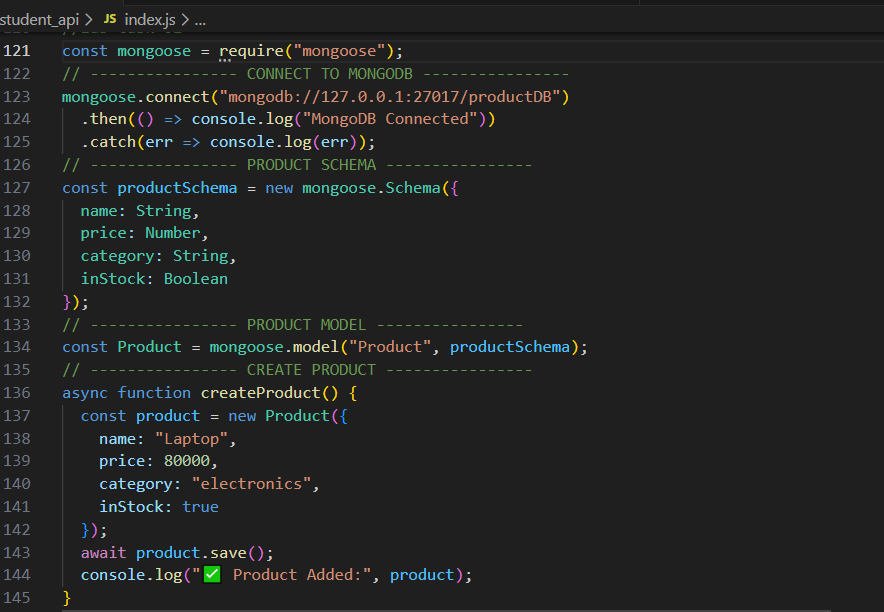 student_api > JS index.js > ...
121 const mongoose = require("mongoose");
122 // ---------------- CONNECT TO MONGODB ----------------
123 mongoose.connect("mongodb://127.0.0.1:27017/productDB")
124   .then(() => console.log("MongoDB Connected"))
125   .catch(err => console.log(err));
126 // ---------------- PRODUCT SCHEMA ----------------
127 const productSchema = new mongoose.Schema({
128   name: String,
129   price: Number,
130   category: String,
131   inStock: Boolean
132 });
133 // ---------------- PRODUCT MODEL ----------------
134 const Product = mongoose.model("Product", productSchema);
135 // ---------------- CREATE PRODUCT ----------------
136 async function createProduct() {
137   const product = new Product({
138     name: "Laptop",
139     price: 80000,
140     category: "electronics",
141     inStock: true
142   });
143   await product.save();
144   console.log("✅ Product Added:", product);
145 }